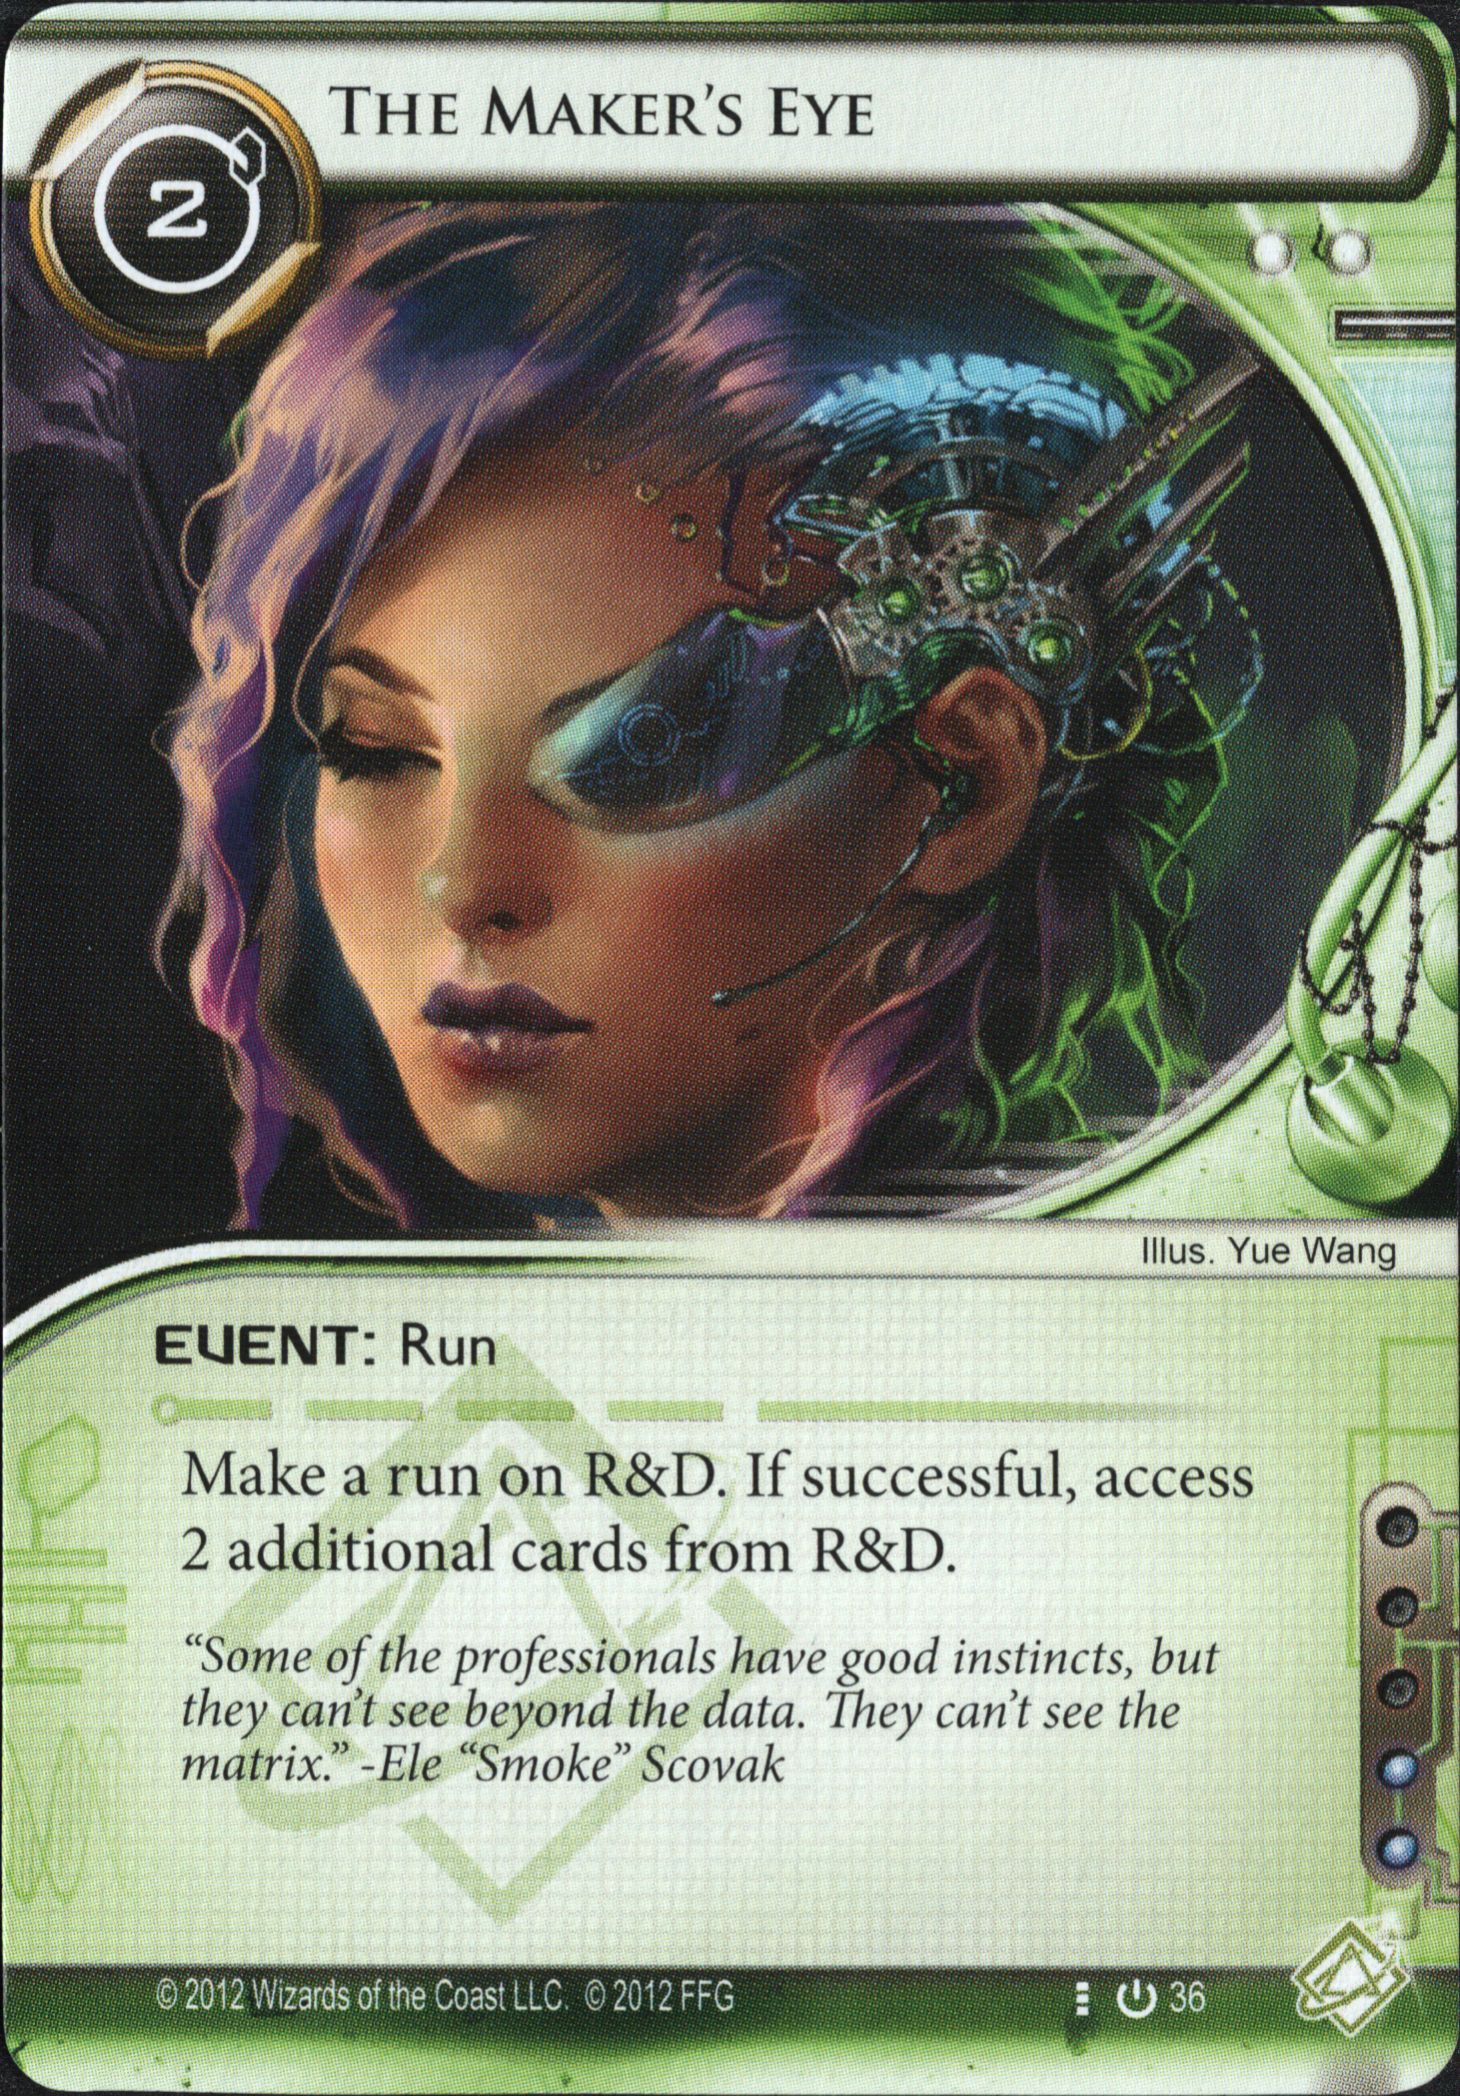 The Maker's Eye
2
Illus. Yue Wang
EVENT: Run
Make a run on R&D. If successful, access
2 additional cards from R&D.
“Some of the professionals have good instincts, but
they can't see beyond the data. They can't see the
matrix.” -Ele “Smoke” Scovak
© 2012 Wizards of the Coast LLC. © 2012 FFG
36